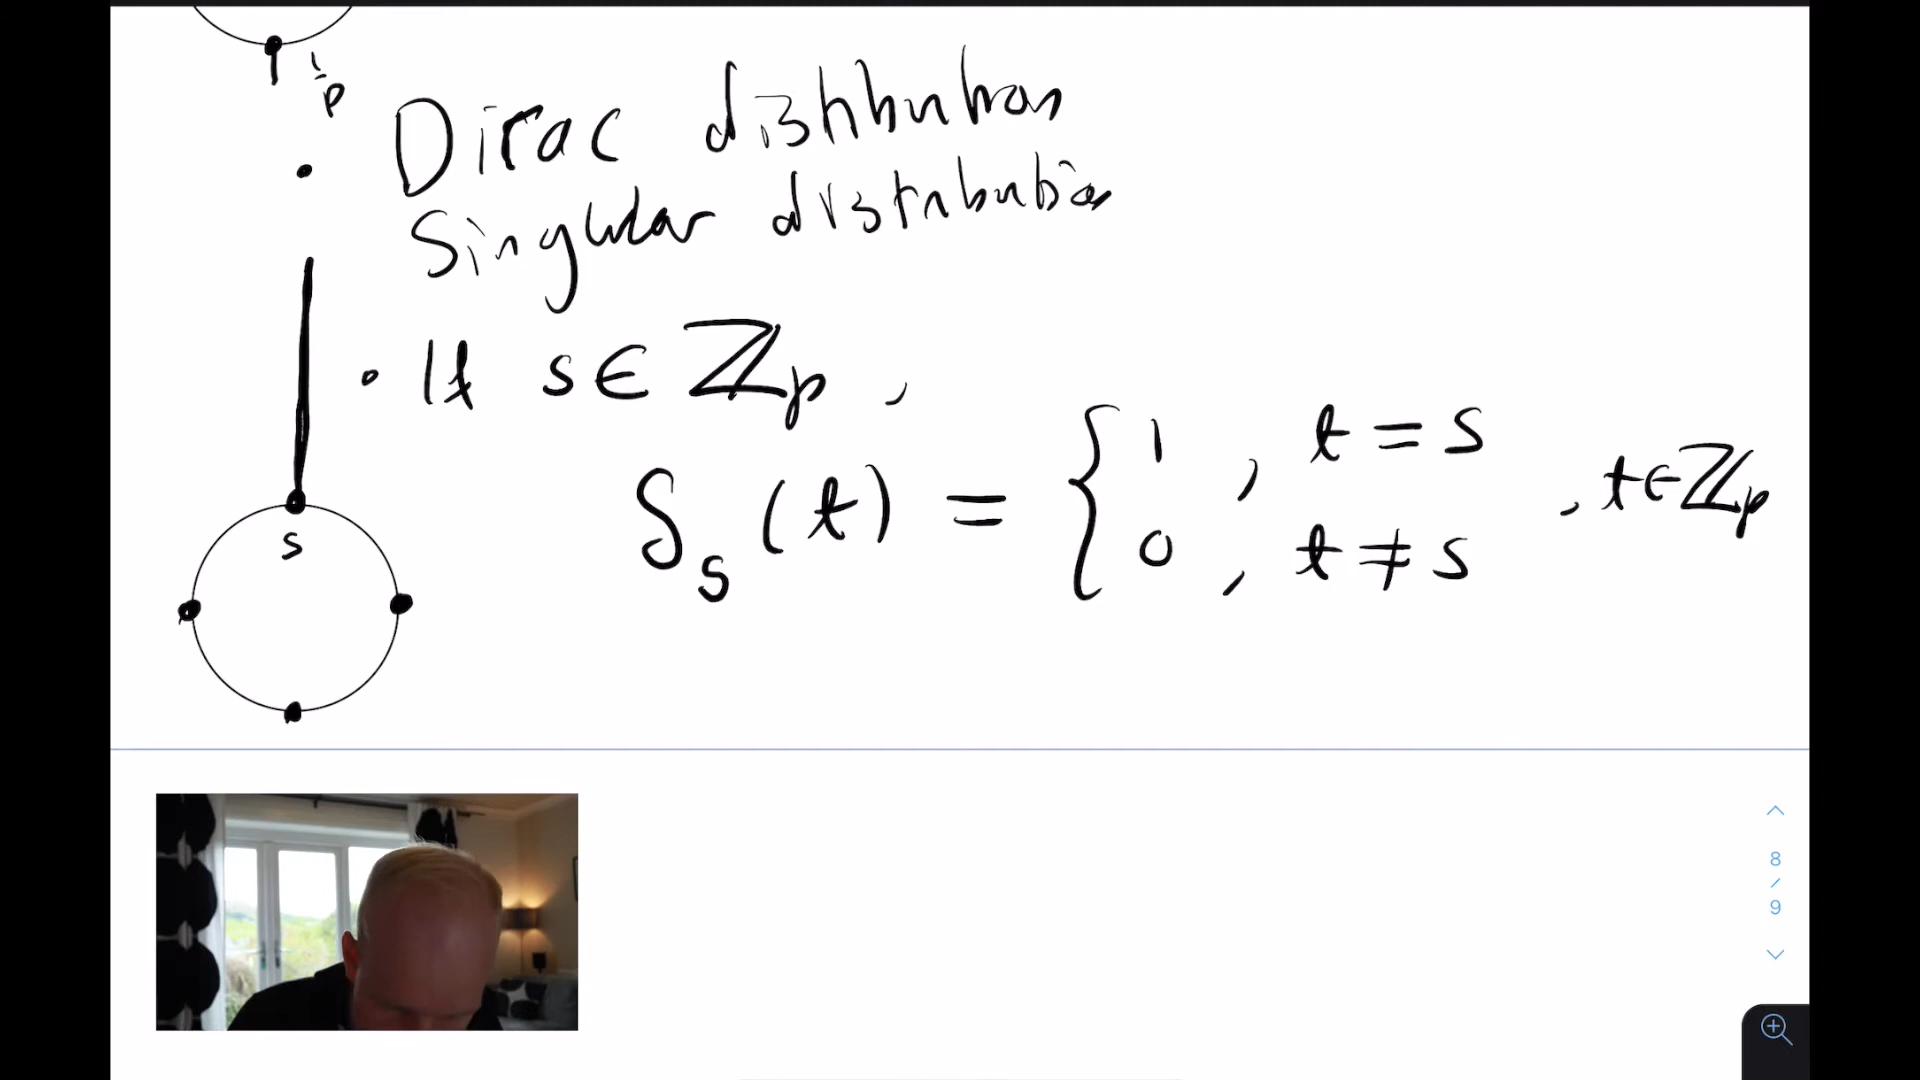 1
p
Dirac distribution
Singular distribution
• If s ∈ ℤₚ ,
δₛ(t) = { 1 , t = s
0 , t ≠ s
, t ∈ ℤₚ
s
8
/
9